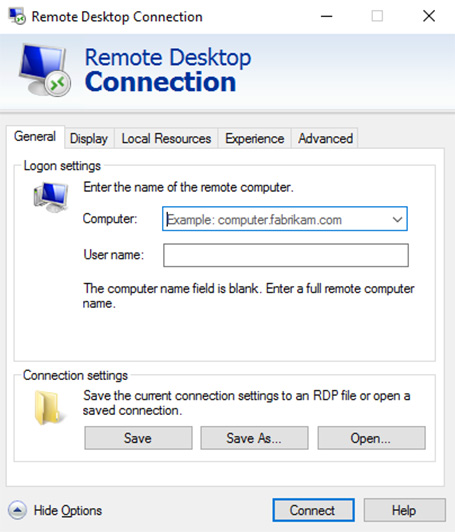 Remote Desktop Connection
Remote Desktop
Connection
General Display Local Resources Experience Advanced
Logon settings
Enter the name of the remote computer.
Computer: Example: computer.fabrikam.com
User name:
The computer name field is blank. Enter a full remote computer
name.
Connection settings
Save the current connection settings to an RDP file or open a
saved connection.
Save Save As... Open...
Hide Options Connect Help